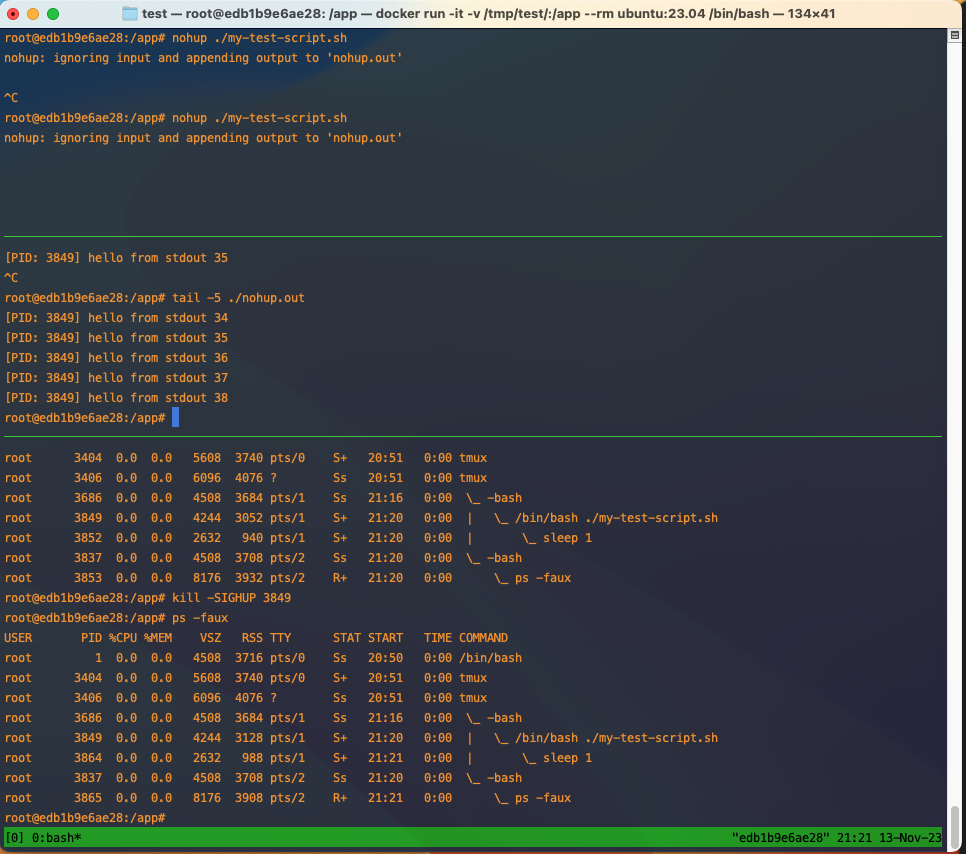 test — root@edb1b9e6ae28: /app — docker run -it -v /tmp/test/:/app --rm ubuntu:23.04 /bin/bash — 134×41
root@edb1b9e6ae28:/app# nohup ./my-test-script.sh
nohup: ignoring input and appending output to 'nohup.out'
^C
root@edb1b9e6ae28:/app# nohup ./my-test-script.sh
nohup: ignoring input and appending output to 'nohup.out'
[PID: 3849] hello from stdout 35
^C
root@edb1b9e6ae28:/app# tail -5 ./nohup.out
[PID: 3849] hello from stdout 34
[PID: 3849] hello from stdout 35
[PID: 3849] hello from stdout 36
[PID: 3849] hello from stdout 37
[PID: 3849] hello from stdout 38
root@edb1b9e6ae28:/app#
root      3404  0.0  0.0   5608  3740 pts/0    S+   20:51   0:00 tmux
root      3406  0.0  0.0   6096  4076 ?        Ss   20:51   0:00 tmux
root      3686  0.0  0.0   4508  3684 pts/1    Ss   21:16   0:00  \_ -bash
root      3849  0.0  0.0   4244  3052 pts/1    S+   21:20   0:00  |   \_ /bin/bash ./my-test-script.sh
root      3852  0.0  0.0   2632   940 pts/1    S+   21:20   0:00  |       \_ sleep 1
root      3837  0.0  0.0   4508  3708 pts/2    Ss   21:20   0:00  \_ -bash
root      3853  0.0  0.0   8176  3932 pts/2    R+   21:20   0:00      \_ ps -faux
root@edb1b9e6ae28:/app# kill -SIGHUP 3849
root@edb1b9e6ae28:/app# ps -faux
USER       PID %CPU %MEM    VSZ   RSS TTY      STAT START   TIME COMMAND
root         1  0.0  0.0   4508  3716 pts/0    Ss   20:50   0:00 /bin/bash
root      3404  0.0  0.0   5608  3740 pts/0    S+   20:51   0:00 tmux
root      3406  0.0  0.0   6096  4076 ?        Ss   20:51   0:00 tmux
root      3686  0.0  0.0   4508  3684 pts/1    Ss   21:16   0:00  \_ -bash
root      3849  0.0  0.0   4244  3128 pts/1    S+   21:20   0:00  |   \_ /bin/bash ./my-test-script.sh
root      3864  0.0  0.0   2632   988 pts/1    S+   21:21   0:00  |       \_ sleep 1
root      3837  0.0  0.0   4508  3708 pts/2    Ss   21:20   0:00  \_ -bash
root      3865  0.0  0.0   8176  3908 pts/2    R+   21:21   0:00      \_ ps -faux
root@edb1b9e6ae28:/app#
[0] 0:bash* "edb1b9e6ae28" 21:21 13-Nov-23